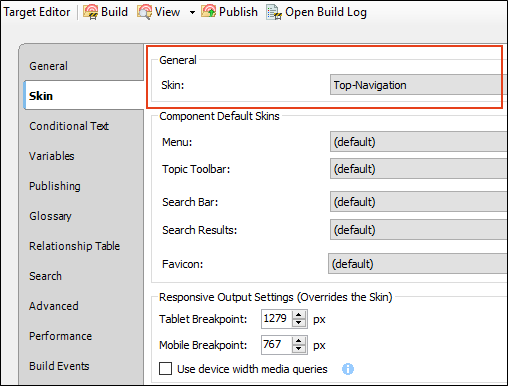 Target Editor Build View Publish Open Build Log
General
Skin
Conditional Text
Variables
Publishing
Glossary
Relationship Table
Search
Advanced
Performance
Build Events
General
Skin: Top-Navigation
Component Default Skins
Menu: (default)
Topic Toolbar: (default)
Search Bar: (default)
Search Results: (default)
Favicon: (default)
Responsive Output Settings (Overrides the Skin)
Tablet Breakpoint: 1279 px
Mobile Breakpoint: 767 px
Use device width media queries